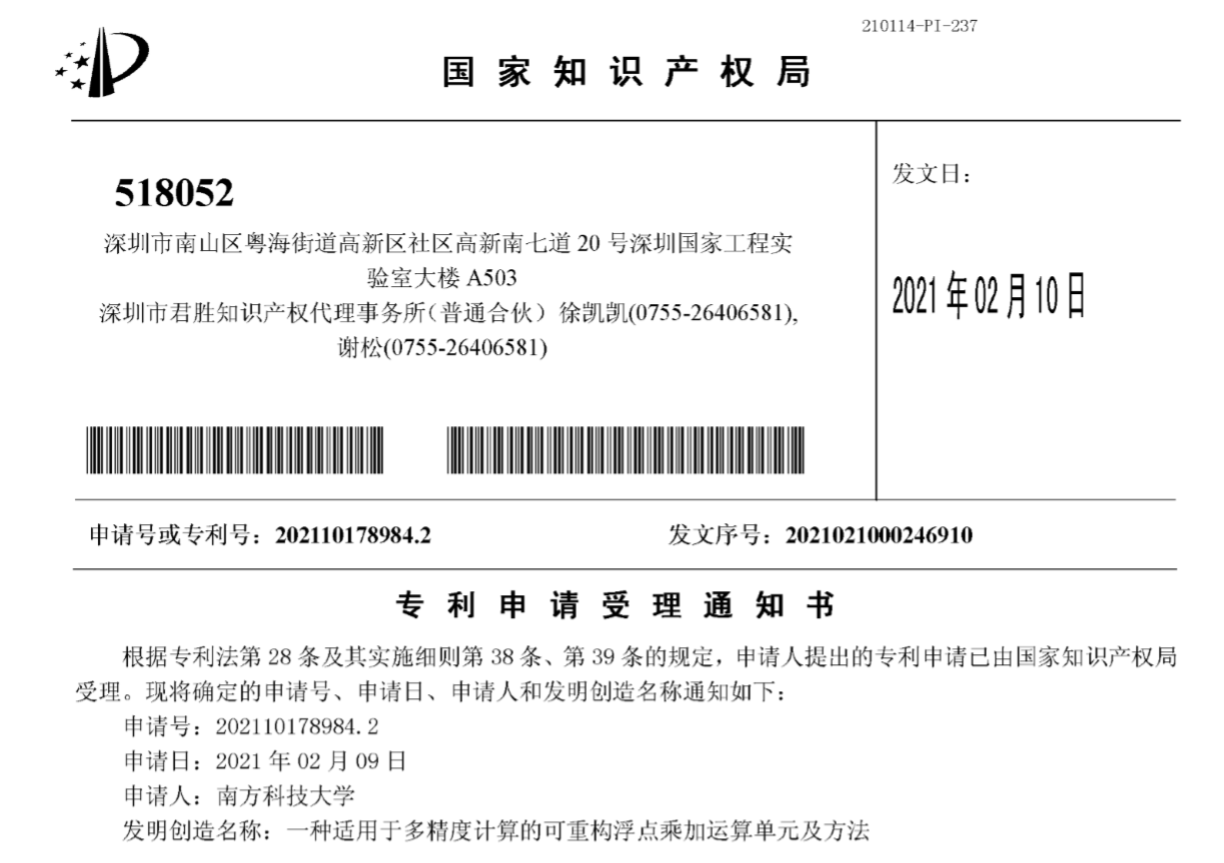 210114-PI-237
国家知识产权局
518052
深圳市南山区粤海街道高新区社区高新南七道 20 号深圳国家工程实
验室大楼 A503
深圳市君胜知识产权代理事务所（普通合伙） 徐凯凯(0755-26406581),
谢松(0755-26406581)
发文日：
2021 年 02 月 10 日
申请号或专利号：202110178984.2
发文序号：2021021000246910
专利申请受理通知书
根据专利法第 28 条及其实施细则第 38 条、第 39 条的规定，申请人提出的专利申请已由国家知识产权局
受理。现将确定的申请号、申请日、申请人和发明创造名称通知如下：
申请号：202110178984.2
申请日：2021 年 02 月 09 日
申请人：南方科技大学
发明创造名称：一种适用于多精度计算的可重构浮点乘加运算单元及方法